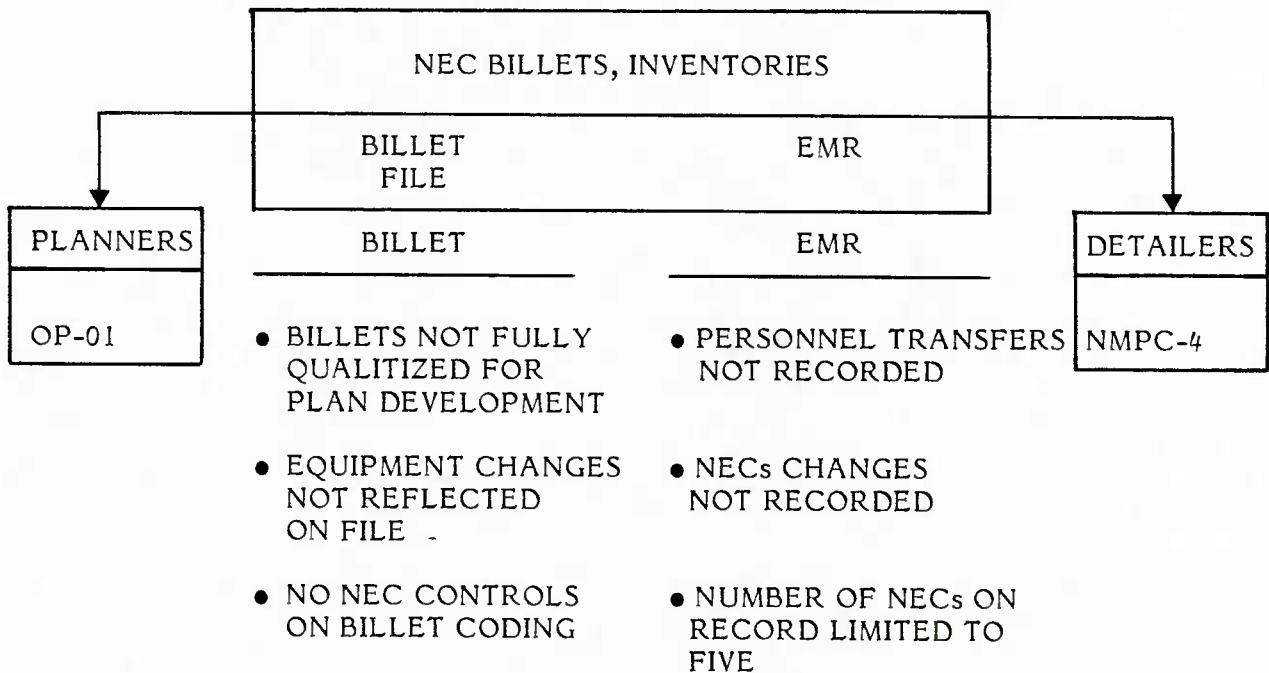 NEC BILLETS, INVENTORIES
BILLET
FILE
EMR
PLANNERS
OP-01
BILLET
• BILLETS NOT FULLY
QUALITIZED FOR
PLAN DEVELOPMENT
• EQUIPMENT CHANGES
NOT REFLECTED
ON FILE
• NO NEC CONTROLS
ON BILLET CODING
EMR
• PERSONNEL TRANSFERS
NOT RECORDED
• NECs CHANGES
NOT RECORDED
• NUMBER OF NECs ON
RECORD LIMITED TO
FIVE
DETAILERS
NMPC-4